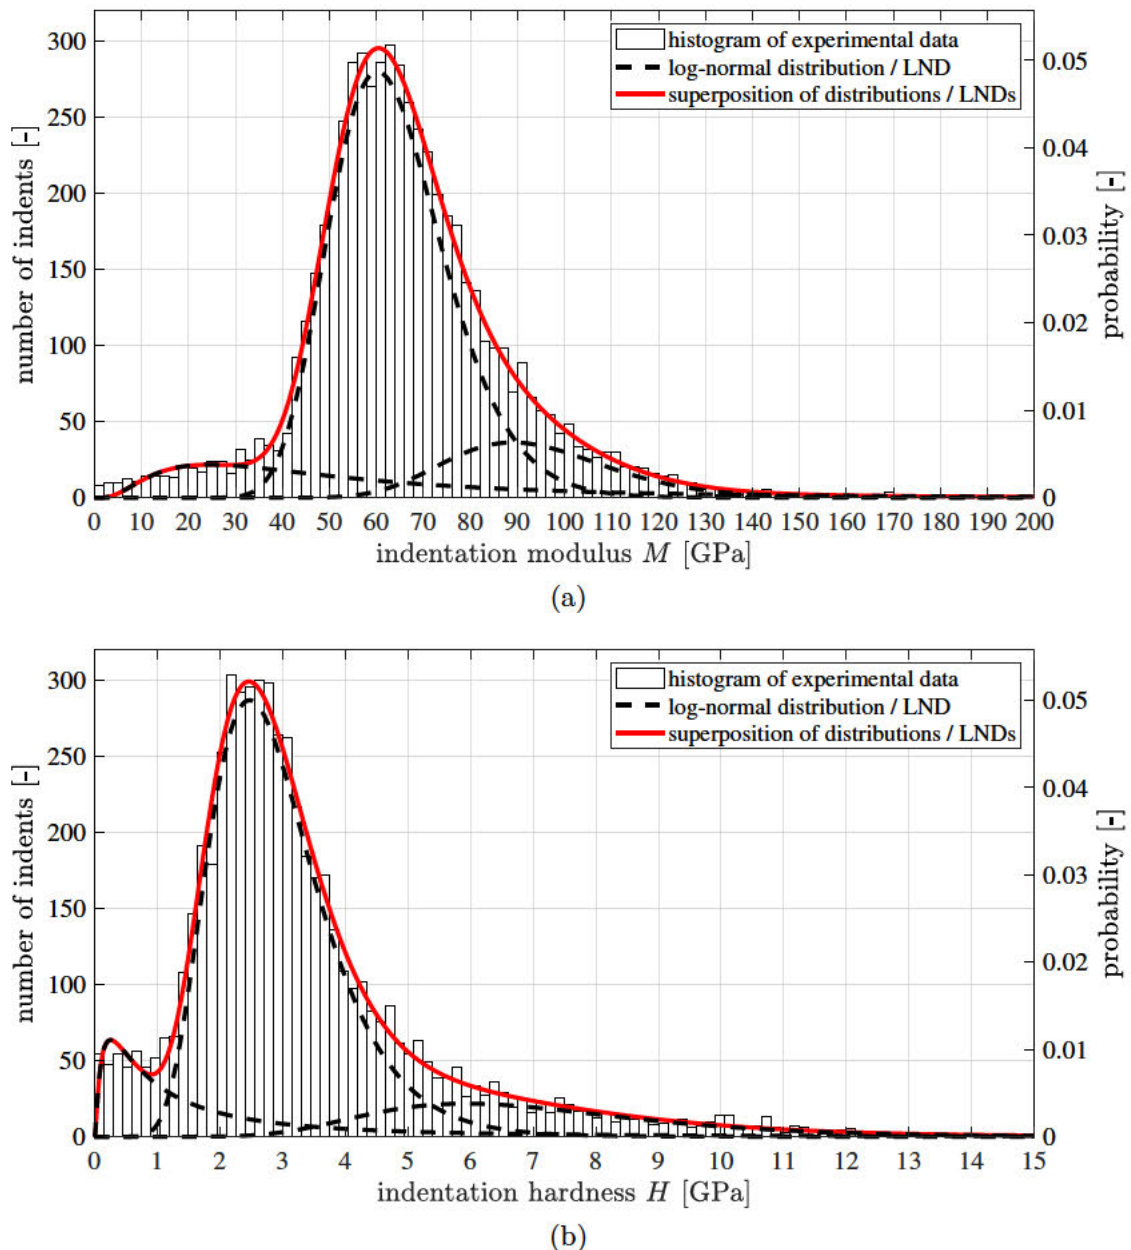 300
250
200
150
100
50
0
number of indents [-]
histogram of experimental data
log-normal distribution / LND
superposition of distributions / LNDs
0.05
0.04
0.03
0.02
0.01
0
probability [-]
0 10 20 30 40 50 60 70 80 90 100 110 120 130 140 150 160 170 180 190 200
indentation modulus M [GPa]
(a)
300
250
200
150
100
50
0
number of indents [-]
histogram of experimental data
log-normal distribution / LND
superposition of distributions / LNDs
0.05
0.04
0.03
0.02
0.01
0
probability [-]
0 1 2 3 4 5 6 7 8 9 10 11 12 13 14 15
indentation hardness H [GPa]
(b)